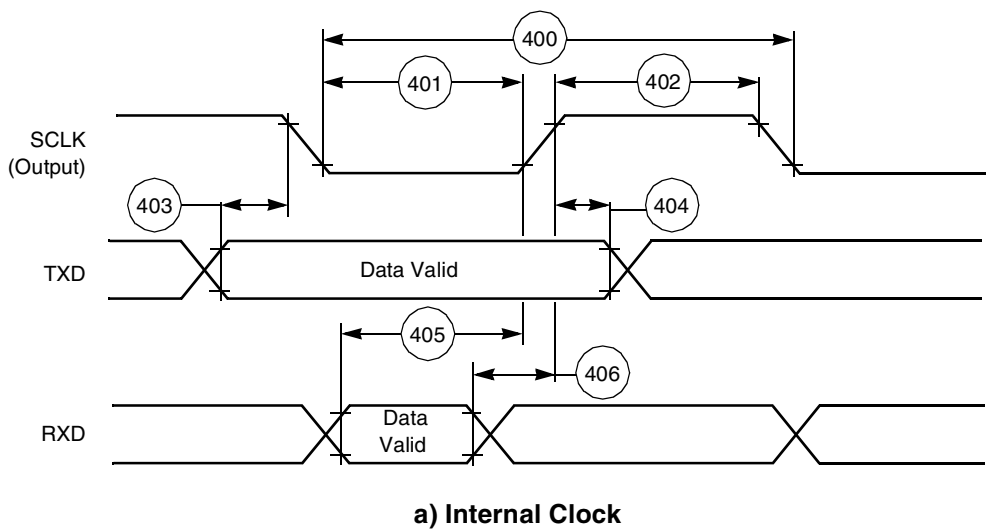 400
401
402
SCLK
(Output)
403
404
TXD
Data Valid
405
406
RXD
Data
Valid
a) Internal Clock